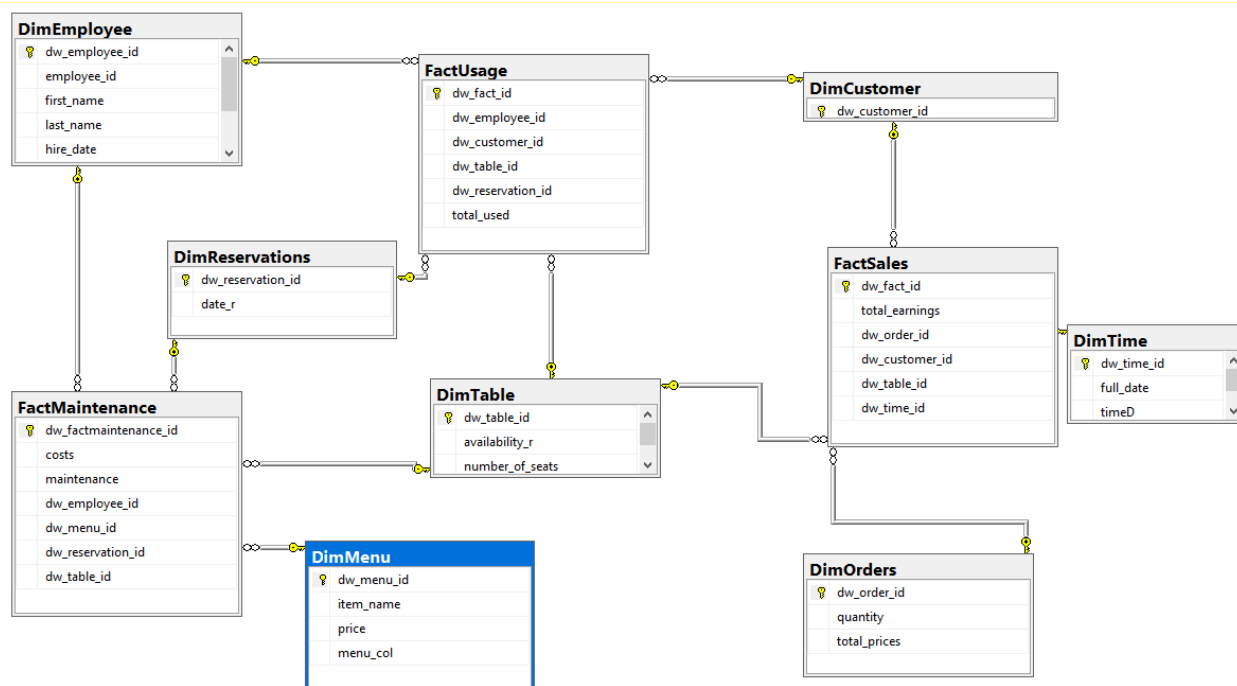 DimEmployee
dw_employee_id
employee_id
first_name
last_name
hire_date
FactUsage
dw_fact_id
dw_employee_id
dw_customer_id
dw_table_id
dw_reservation_id
total_used
DimCustomer
dw_customer_id
DimReservations
dw_reservation_id
date_r
FactSales
dw_fact_id
total_earnings
dw_order_id
dw_customer_id
dw_table_id
dw_time_id
DimTime
dw_time_id
full_date
timeD
FactMaintenance
dw_factmaintenance_id
costs
maintenance
dw_employee_id
dw_menu_id
dw_reservation_id
dw_table_id
DimTable
dw_table_id
availability_r
number_of_seats
DimMenu
dw_menu_id
item_name
price
menu_col
DimOrders
dw_order_id
quantity
total_prices